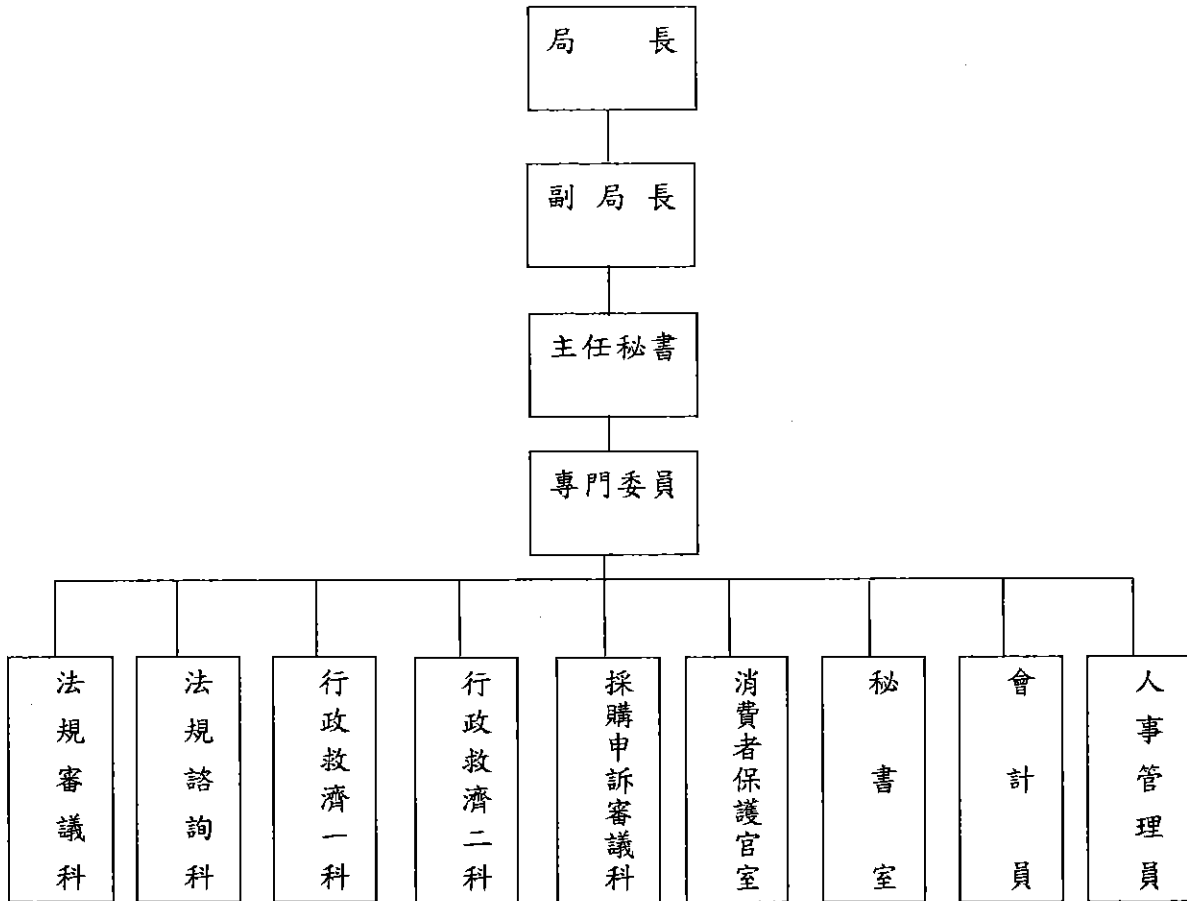 局長
副局長
主任秘書
專門委員
法規審議科
法規諮詢科
行政救濟一科
行政救濟二科
採購申訴審議科
消費者保護官室
秘書室
會計員
人事管理員